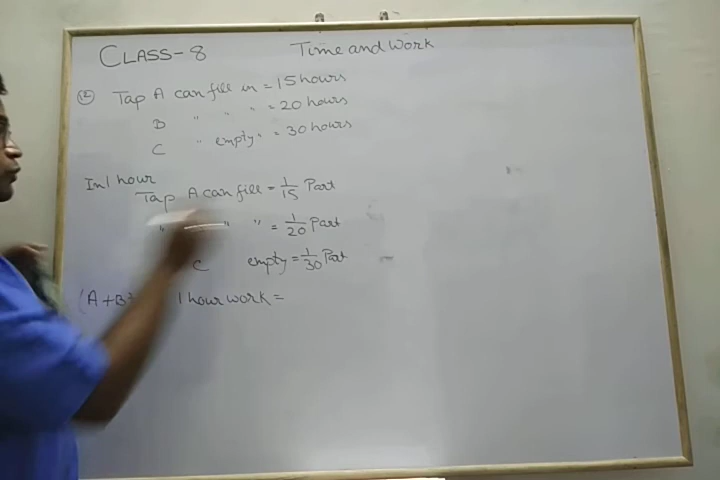 CLASS-8
Time and Work
12 Tap A can fill in = 15 hours
B " " " = 20 hours
C " empty " = 30 hours
In 1 hour
Tap A can fill = 1/15 Part
" " " = 1/20 Part
C empty = 1/30 Part
(A+B 1 hour work =